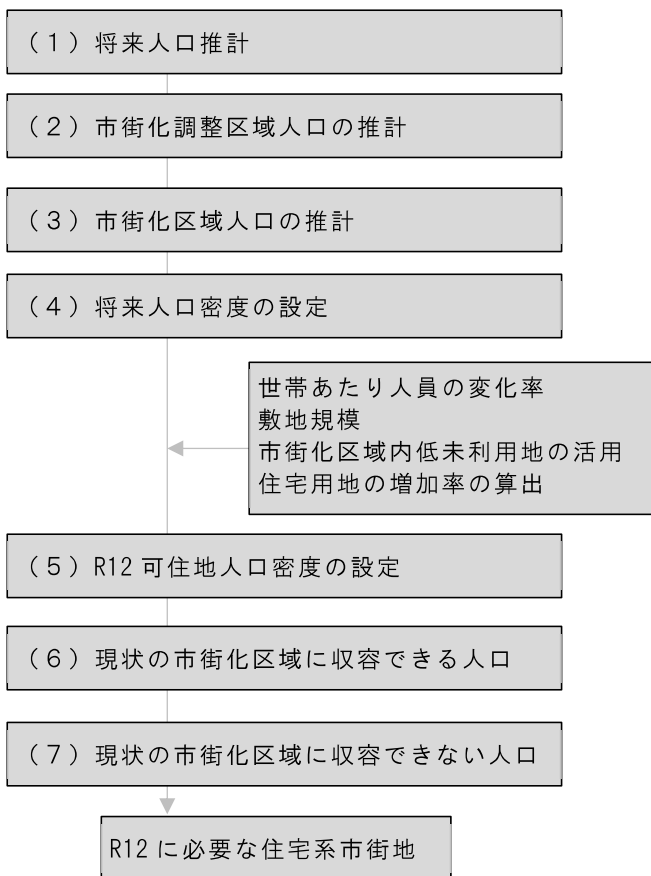 （１）将来人口推計
（２）市街化調整区域人口の推計
（３）市街化区域人口の推計
（４）将来人口密度の設定
世帯あたり人員の変化率
敷地規模
市街化区域内低未利用地の活用
住宅用地の増加率の算出
（５）R12 可住地人口密度の設定
（６）現状の市街化区域に収容できる人口
（７）現状の市街化区域に収容できない人口
R12 に必要な住宅系市街地